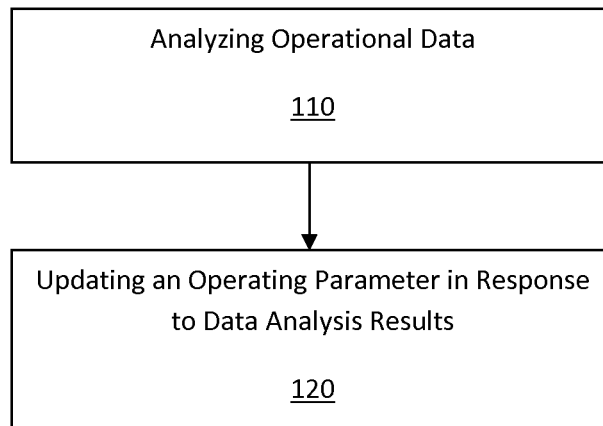 Analyzing Operational Data
110
Updating an Operating Parameter in Response
to Data Analysis Results
120